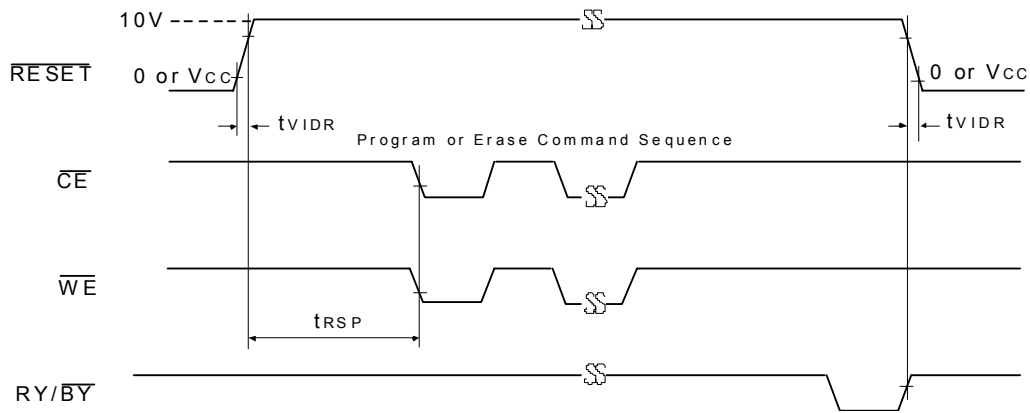 10V
RESET
0 or VCC
0 or VCC
tVIDR
tVIDR
Program or Erase Command Sequence
CE
WE
tRSP
RY/BY